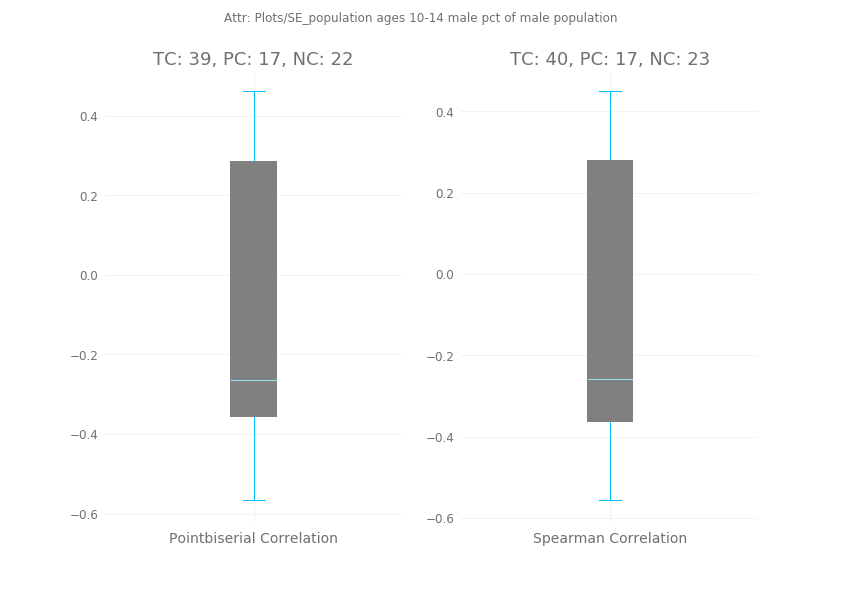 Attr: Plots/SE_population ages 10-14 male pct of male population
TC: 39, PC: 17, NC: 22
0.4
0.2
0.0
−0.2
−0.4
−0.6
Pointbiserial Correlation
TC: 40, PC: 17, NC: 23
0.4
0.2
0.0
−0.2
−0.4
−0.6
Spearman Correlation